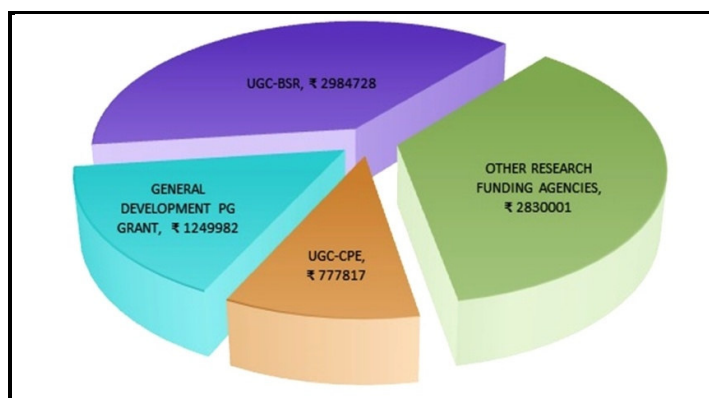 UGC-BSR, ₹ 2984728
OTHER RESEARCH
FUNDING AGENCIES,
₹ 2830001
GENERAL
DEVELOPMENT PG
GRANT, ₹ 1249982
UGC-CPE,
₹ 777817